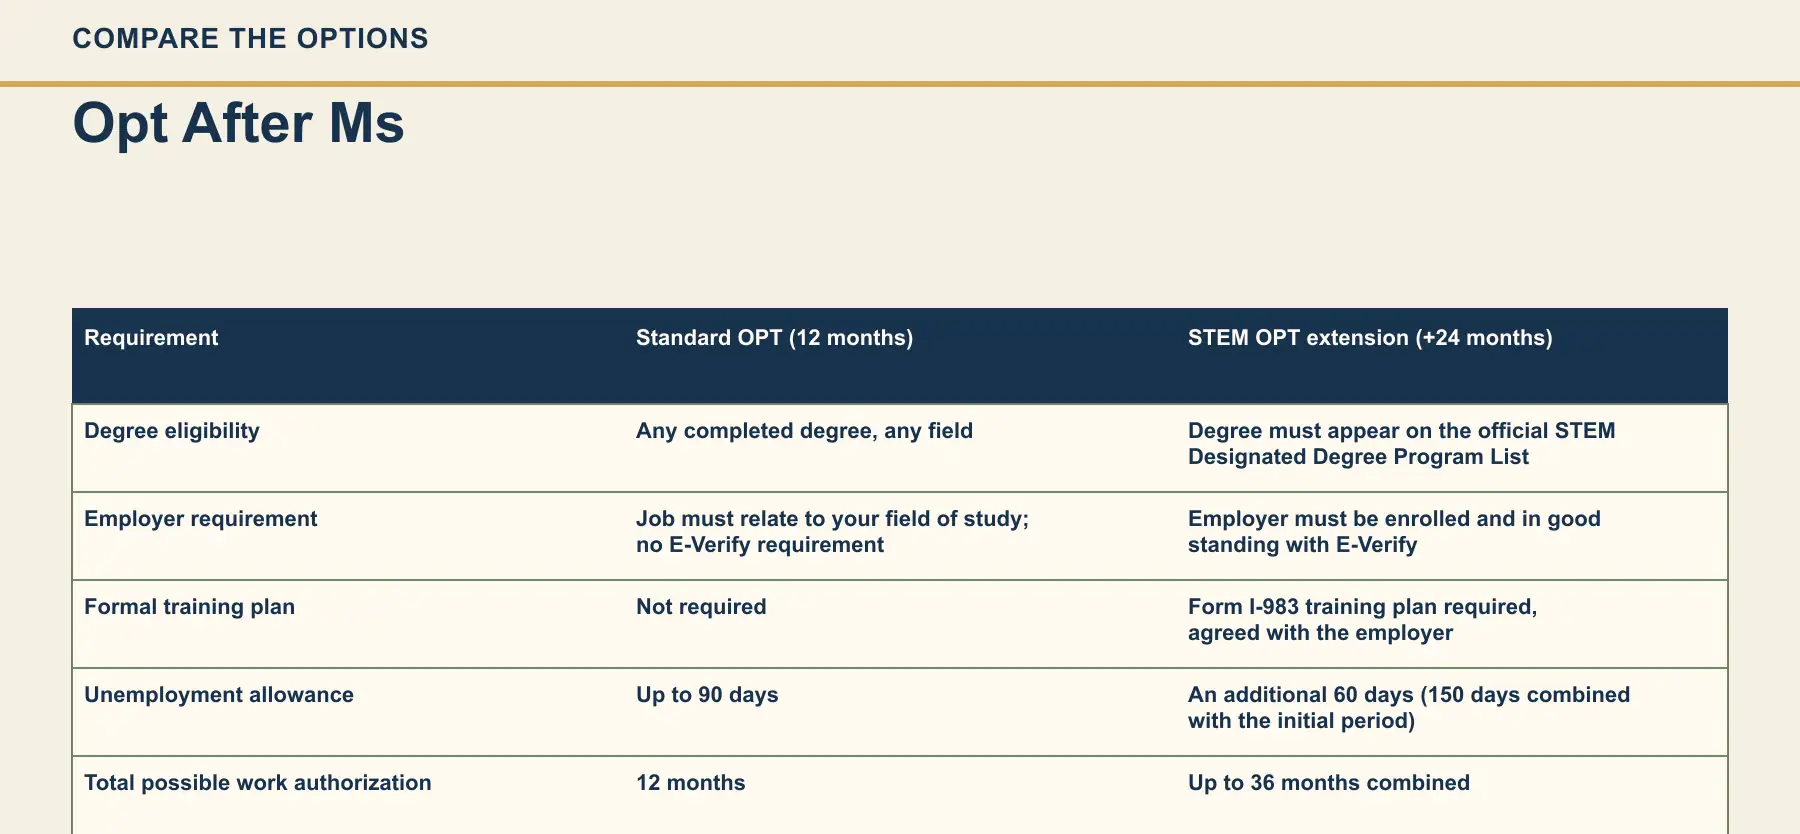 COMPARE THE OPTIONS
Opt After Ms
Requirement
Standard OPT (12 months)
STEM OPT extension (+24 months)
Degree eligibility
Any completed degree, any field
Degree must appear on the official STEM
Designated Degree Program List
Employer requirement
Job must relate to your field of study;
no E-Verify requirement
Employer must be enrolled and in good
standing with E-Verify
Formal training plan
Not required
Form I-983 training plan required,
agreed with the employer
Unemployment allowance
Up to 90 days
An additional 60 days (150 days combined
with the initial period)
Total possible work authorization
12 months
Up to 36 months combined